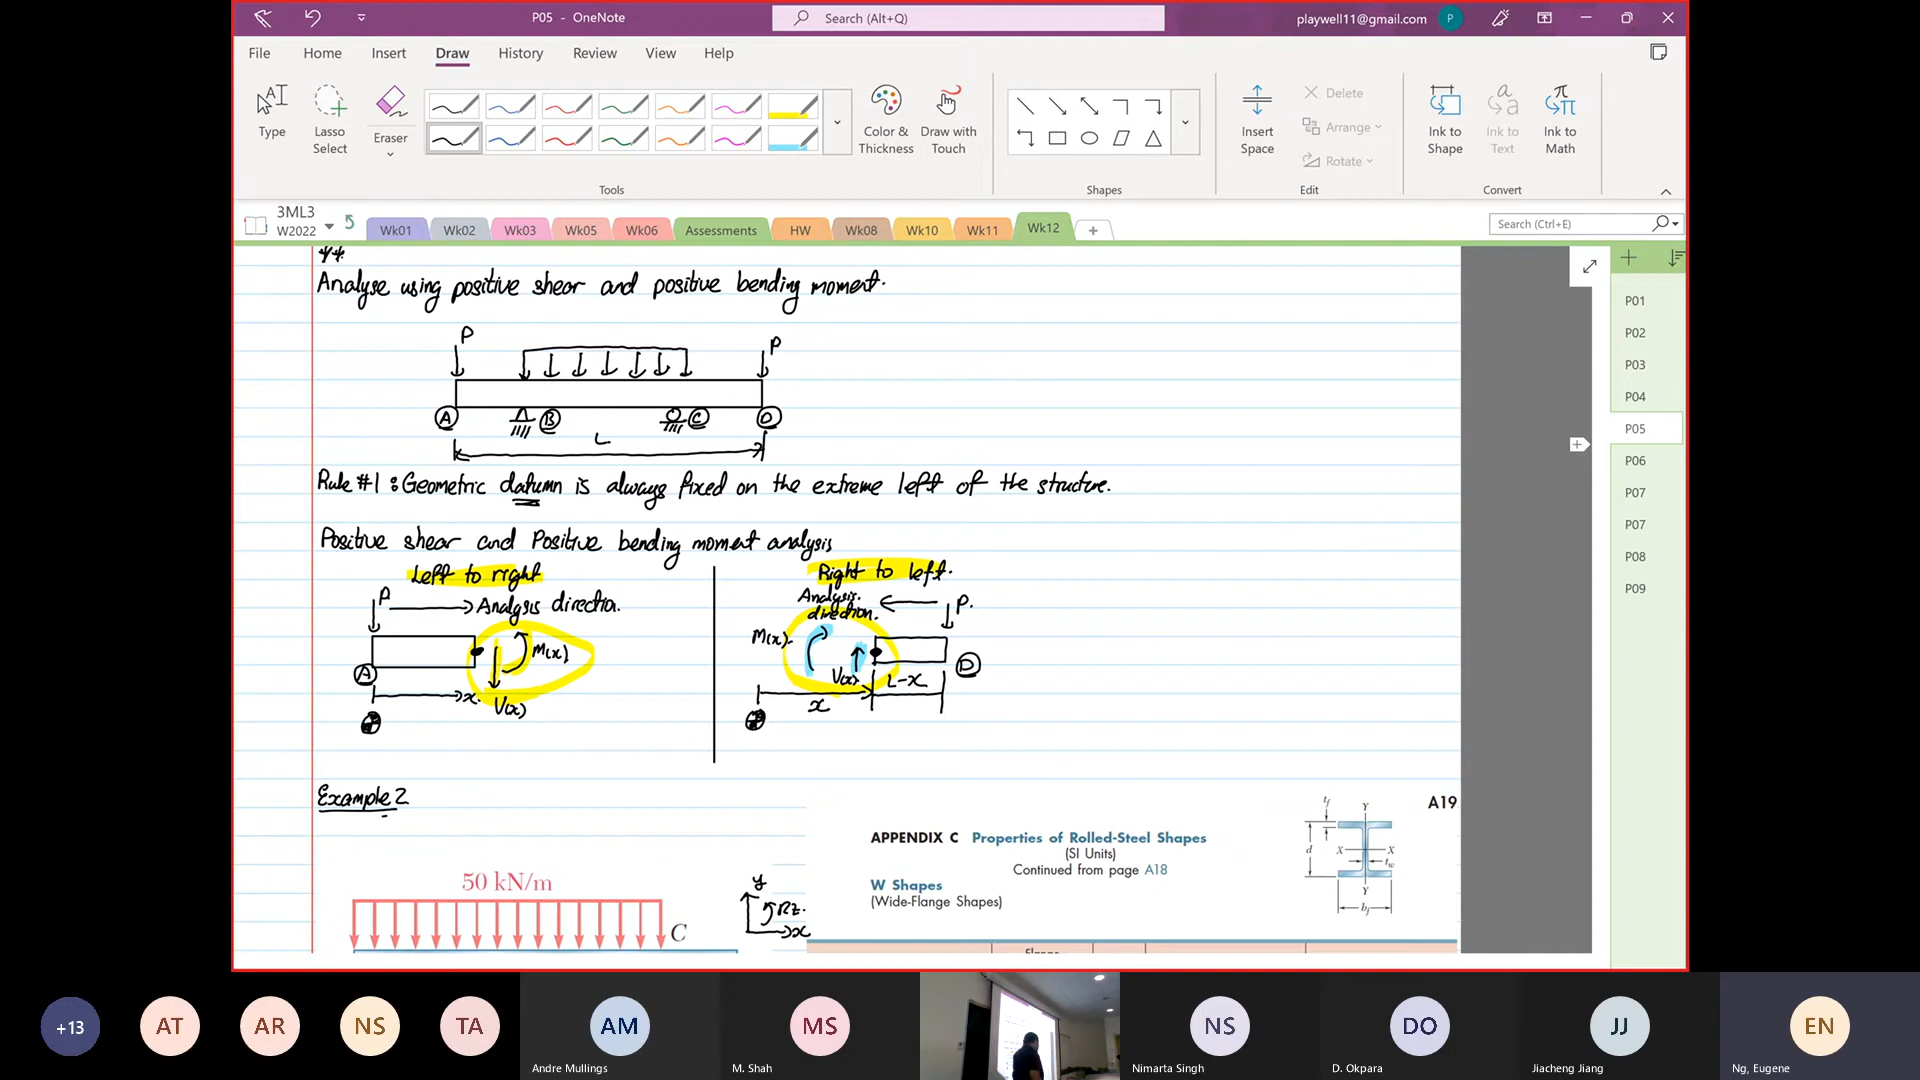 P05 - OneNote
Search (Alt+Q)
playwell11@gmail.com
P
File
Home
Insert
Draw
History
Review
View
Help
Type
Lasso
Select
Eraser
Color &
Thickness
Draw with
Touch
Insert
Space
Delete
Arrange
Rotate
Ink to
Shape
Ink to
Text
Ink to
Math
Tools
Shapes
Edit
Convert
3ML3
W2022
Wk01
Wk02
Wk03
Wk05
Wk06
Assessments
HW
Wk08
Wk10
Wk11
Wk12
Search (Ctrl+E)
P01
P02
P03
P04
P05
P06
P07
P07
P08
P09
Analyse using positive shear and positive bending moment.
P
P
A
B
C
D
L
Rule #1 : Geometric datumn is always fixed on the extreme left of the structure.
Positive shear and Positive bending moment analysis
Left to right
P
Analysis direction.
M(x)
A
x
V(x)
Right to left.
Analysis
direction.
P.
M(x)
V(x)
D
L-x
x
Example 2
50 kN/m
C
y
Rz.
x
A19
APPENDIX C Properties of Rolled-Steel Shapes
(SI Units)
Continued from page A18
W Shapes
(Wide-Flange Shapes)
tf
Y
d
X
X
tw
Y
bf
Flange
+13
AT
AR
NS
TA
AM
Andre Mullings
MS
M. Shah
NS
Nimarta Singh
DO
D. Okpara
JJ
Jiacheng Jiang
EN
Ng, Eugene